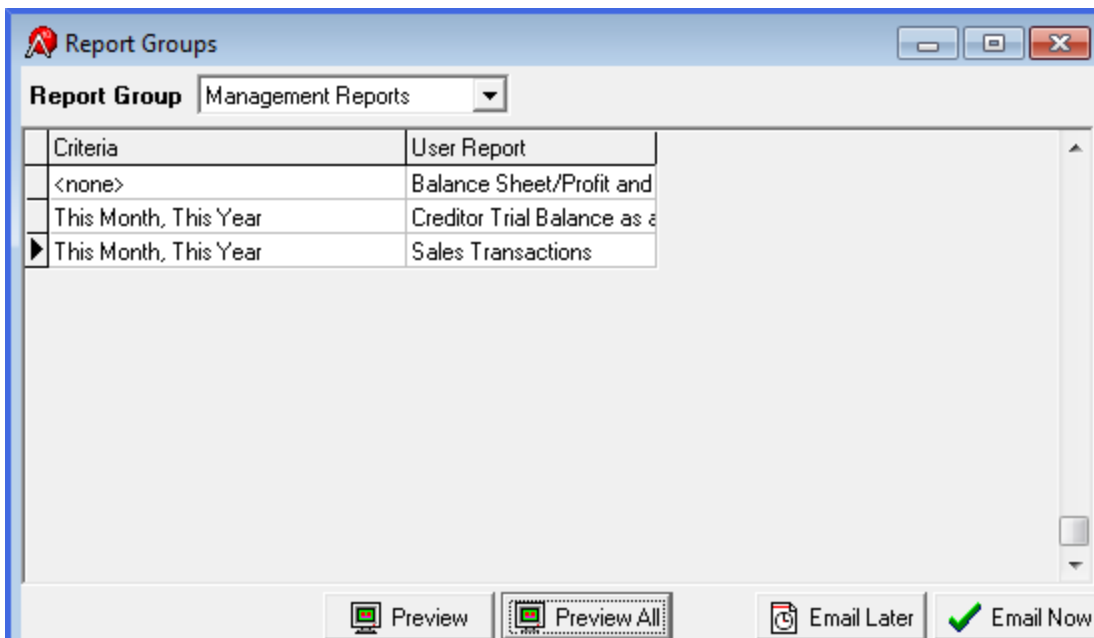 Report Groups
Report Group Management Reports
Criteria User Report
<none> Balance Sheet/Profit and
This Month, This Year Creditor Trial Balance as a
This Month, This Year Sales Transactions
Preview Preview All Email Later Email Now